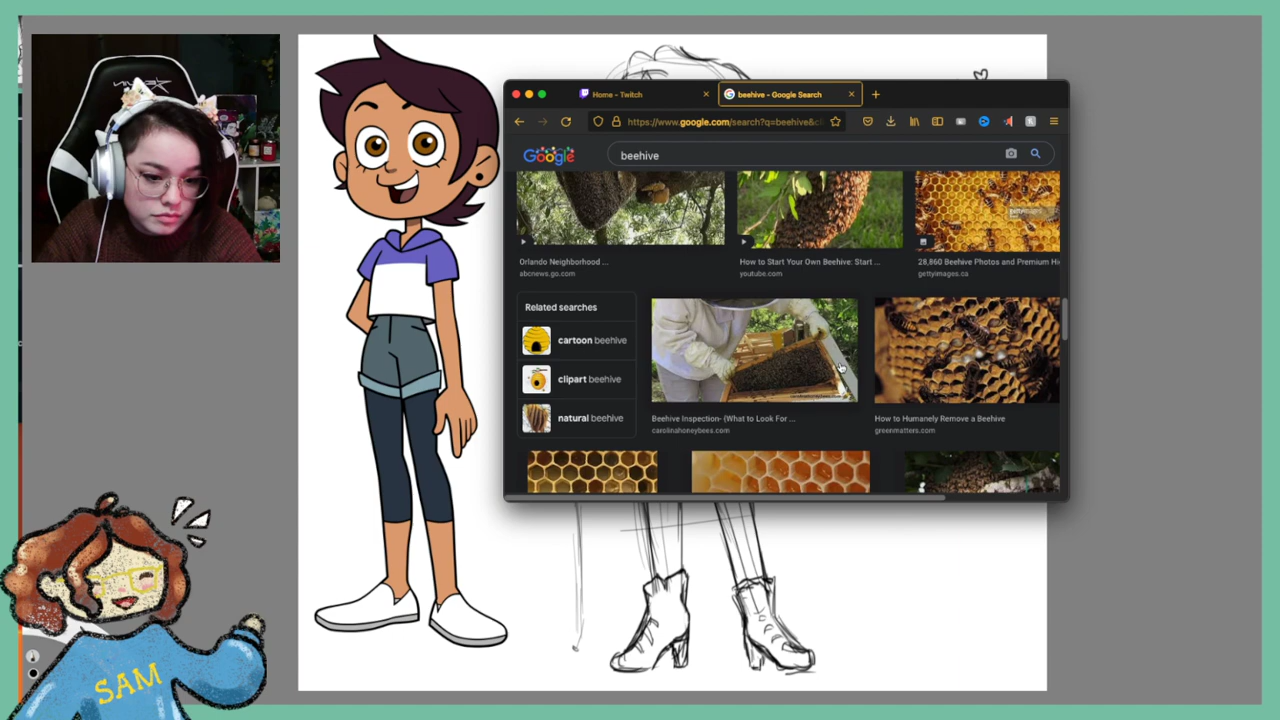 Home - Twitch
beehive - Google Search
https://www.google.com/search?q=beehive&cl
Google
beehive
Orlando Neighborhood ...
abcnews.go.com
How to Start Your Own Beehive: Start ...
youtube.com
28,860 Beehive Photos and Premium Hi
gettyimages.ca
Related searches
cartoon beehive
clipart beehive
natural beehive
Beehive Inspection- (What to Look For ...
carolinahoneybees.com
How to Humanely Remove a Beehive
greenmatters.com
SAM